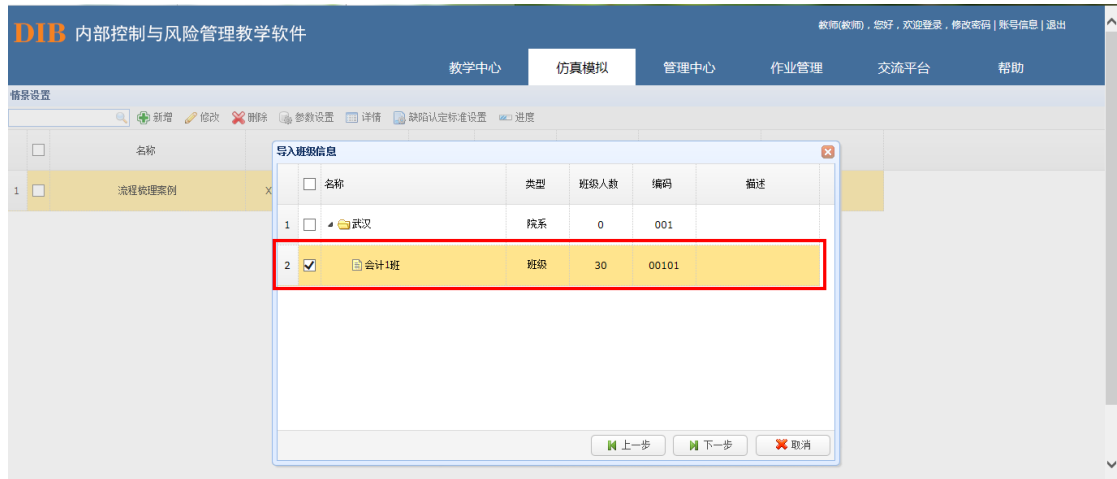 DIB 内部控制与风险管理教学软件
教师(教师)，您好，欢迎登录，修改密码 | 账号信息 | 退出
教学中心 仿真模拟 管理中心 作业管理 交流平台 帮助
情景设置
新增 修改 删除 参数设置 详情 缺陷认定标准设置 进度
名称
1 流程梳理案例 X
导入班级信息
名称 类型 班级人数 编码 描述
1 武汉 院系 0 001
2 会计1班 班级 30 00101
上一步 下一步 取消